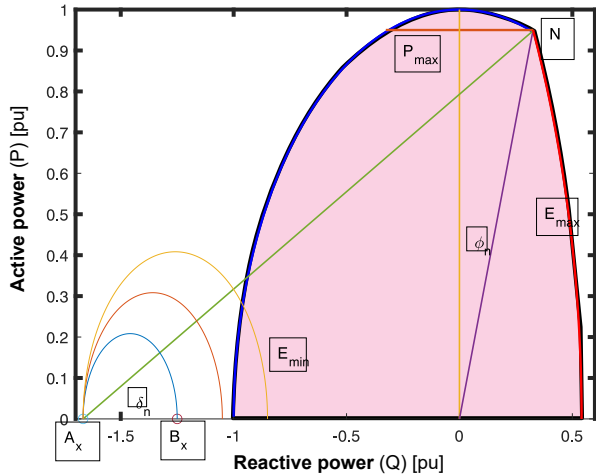 1
N
P_max
0.9
0.8
0.7
0.6
0.5
E_max
ϕ_n
0.4
0.3
E_min
0.2
0.1
δ_n
0
A_x
B_x
-1.5
-1
-0.5
0
0.5
Active power (P) [pu]
Reactive power (Q) [pu]